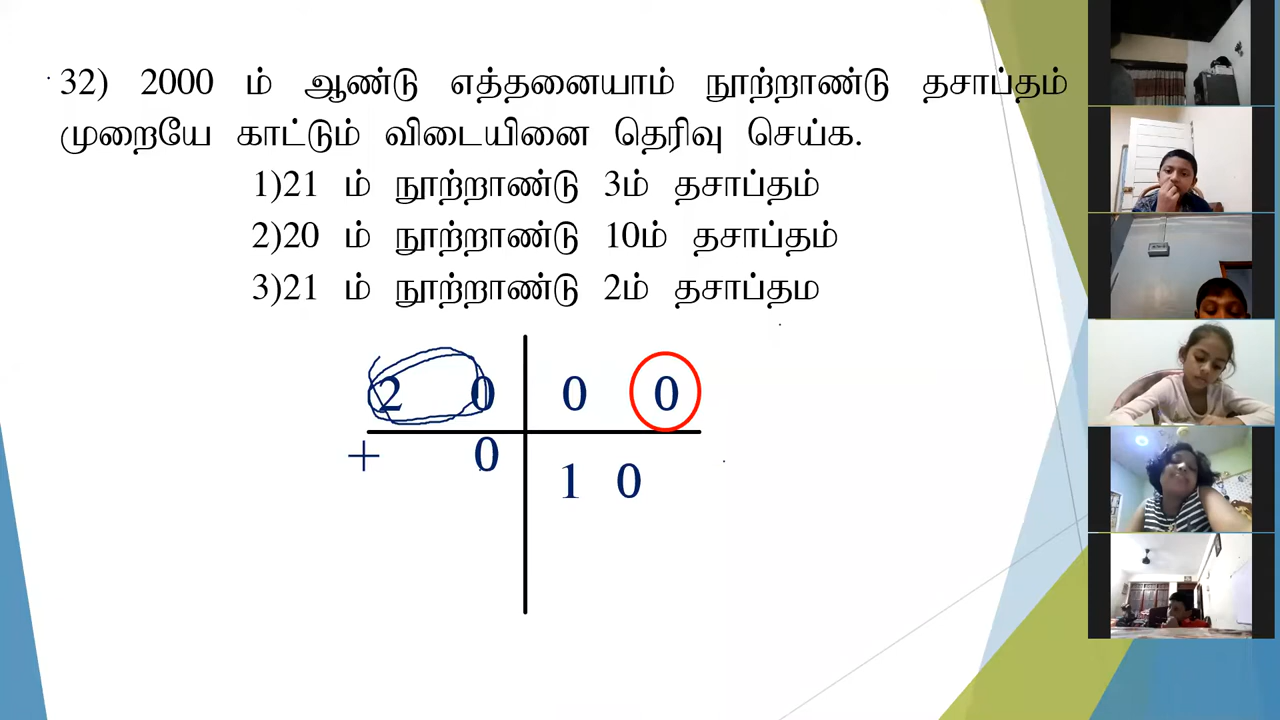 32) 2000 ம் ஆண்டு எத்தனையாம் நூற்றாண்டு தசாப்தம்
முறையே காட்டும் விடையினை தெரிவு செய்க.
1)21 ம் நூற்றாண்டு 3ம் தசாப்தம்
2)20 ம் நூற்றாண்டு 10ம் தசாப்தம்
3)21 ம் நூற்றாண்டு 2ம் தசாப்தம
2 0 0 0
+ 0 1 0